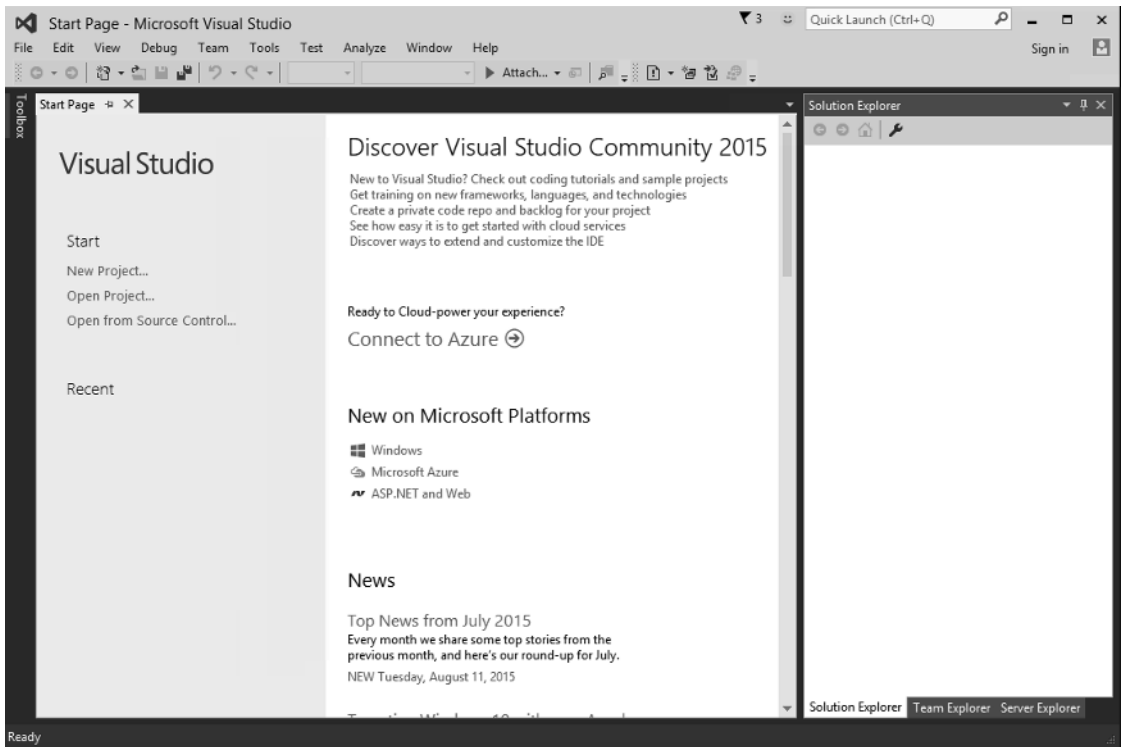 Start Page - Microsoft Visual Studio
3
Quick Launch (Ctrl+Q)
File Edit View Debug Team Tools Test Analyze Window Help
Sign in
Attach...
Toolbox
Start Page
Solution Explorer
Visual Studio
Start
New Project...
Open Project...
Open from Source Control...
Recent
Discover Visual Studio Community 2015
New to Visual Studio? Check out coding tutorials and sample projects
Get training on new frameworks, languages, and technologies
Create a private code repo and backlog for your project
See how easy it is to get started with cloud services
Discover ways to extend and customize the IDE
Ready to Cloud-power your experience?
Connect to Azure
New on Microsoft Platforms
Windows
Microsoft Azure
ASP.NET and Web
News
Top News from July 2015
Every month we share some top stories from the
previous month, and here's our round-up for July.
NEW Tuesday, August 11, 2015
Solution Explorer Team Explorer Server Explorer
Ready